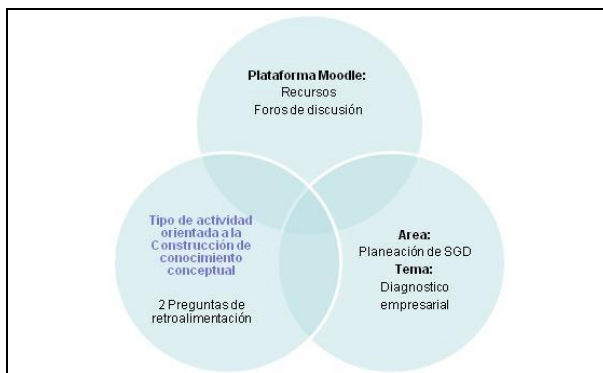 Plataforma Moodle:
Recursos
Foros de discusión
Tipo de actividad
orientada a la
Construcción de
conocimiento
conceptual
2 Preguntas de
retroalimentación
Area:
Planeación de SGD
Tema:
Diagnostico
empresarial